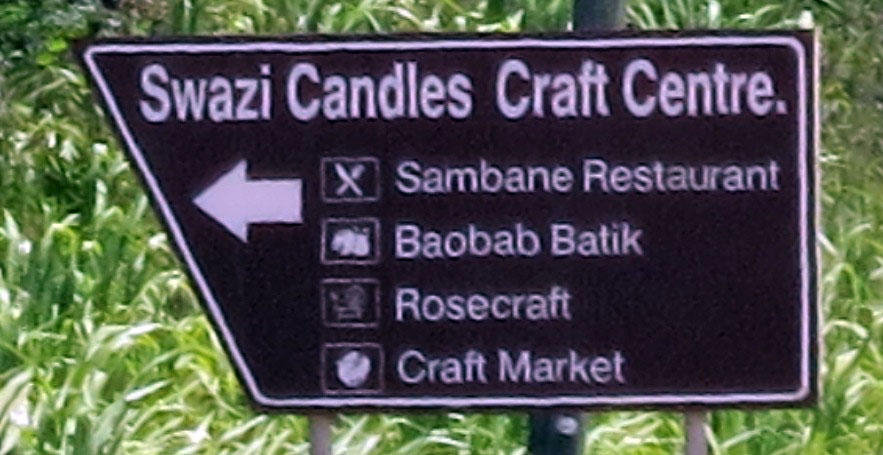 Swazi Candles Craft Centre.
Sambane Restaurant
Baobab Batik
Rosecraft
Craft Market